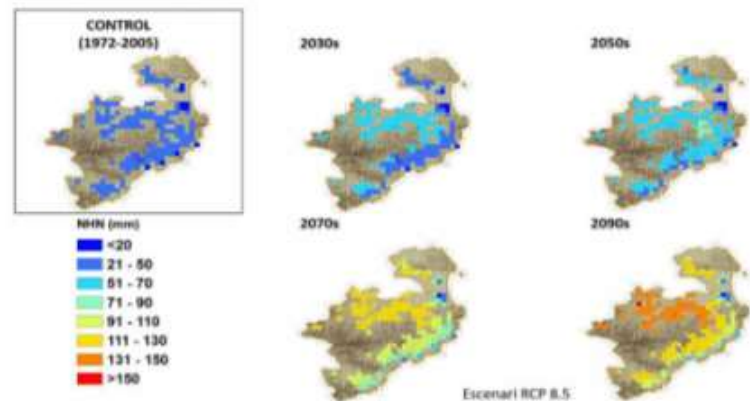 CONTROL
(1972-2005)
2030s
2050s
NHN (mm)
<20
21 - 50
51 - 70
71 - 90
91 - 110
111 - 130
131 - 150
>150
2070s
2090s
Escenari RCP 8.5